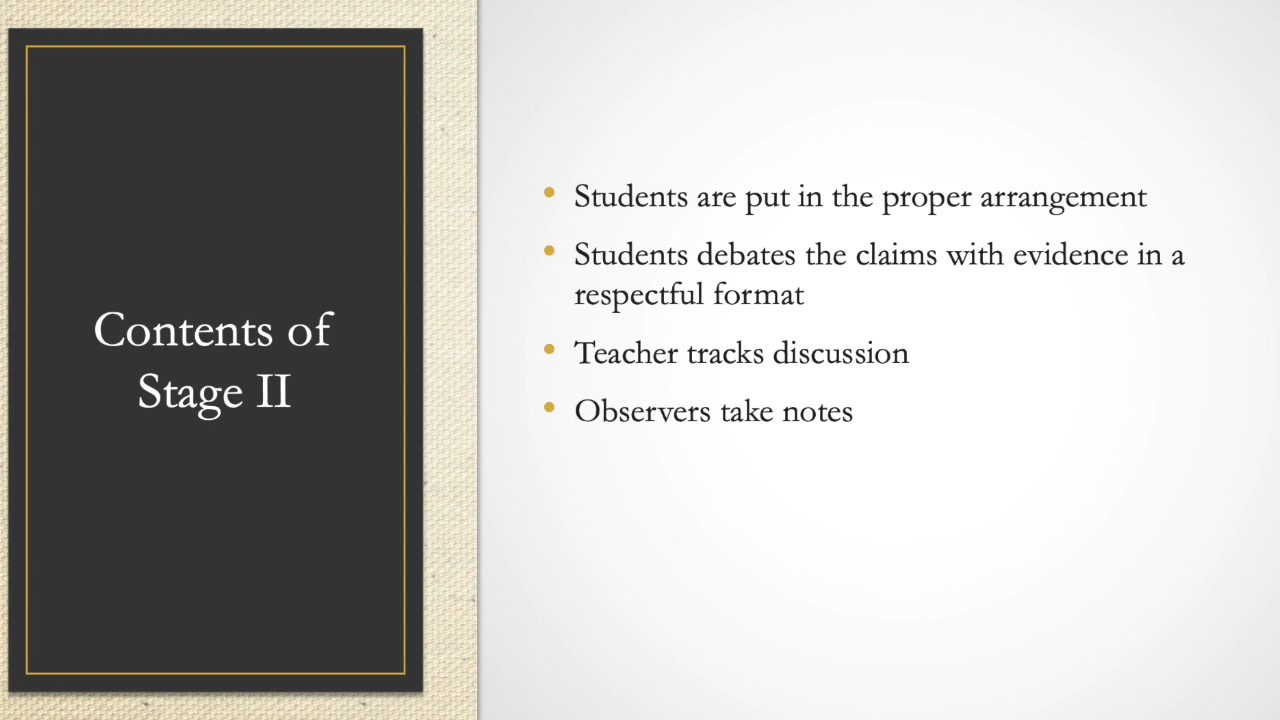 Contents of
Stage II
• Students are put in the proper arrangement
• Students debates the claims with evidence in a
respectful format
• Teacher tracks discussion
• Observers take notes